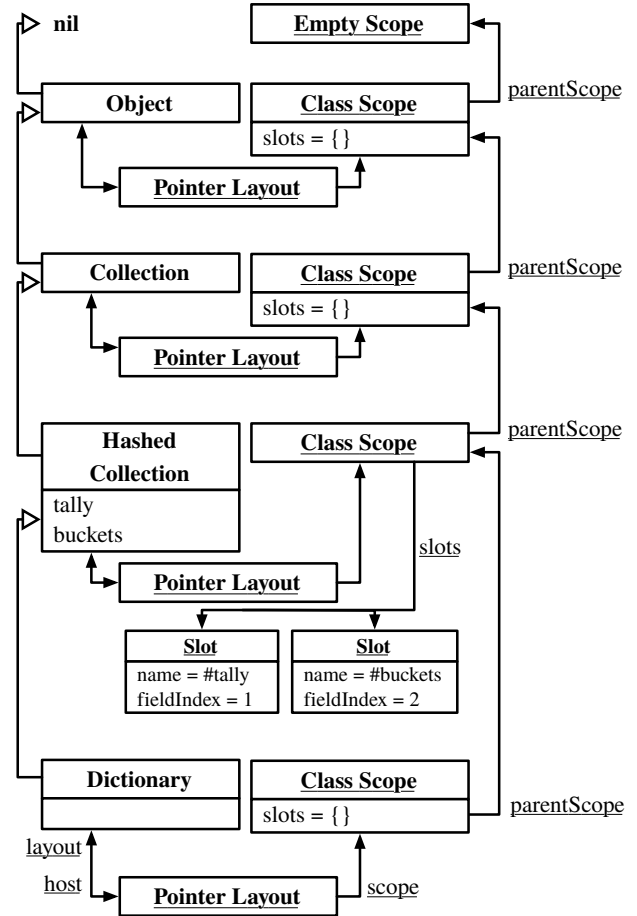 nil
Empty Scope
parentScope
Object
Class Scope
slots = {}
Pointer Layout
parentScope
Collection
Class Scope
slots = {}
Pointer Layout
parentScope
Hashed
Collection
Class Scope
tally
buckets
slots
Pointer Layout
Slot
name = #tally
fieldIndex = 1
Slot
name = #buckets
fieldIndex = 2
Dictionary
Class Scope
slots = {}
parentScope
layout
host
Pointer Layout
scope